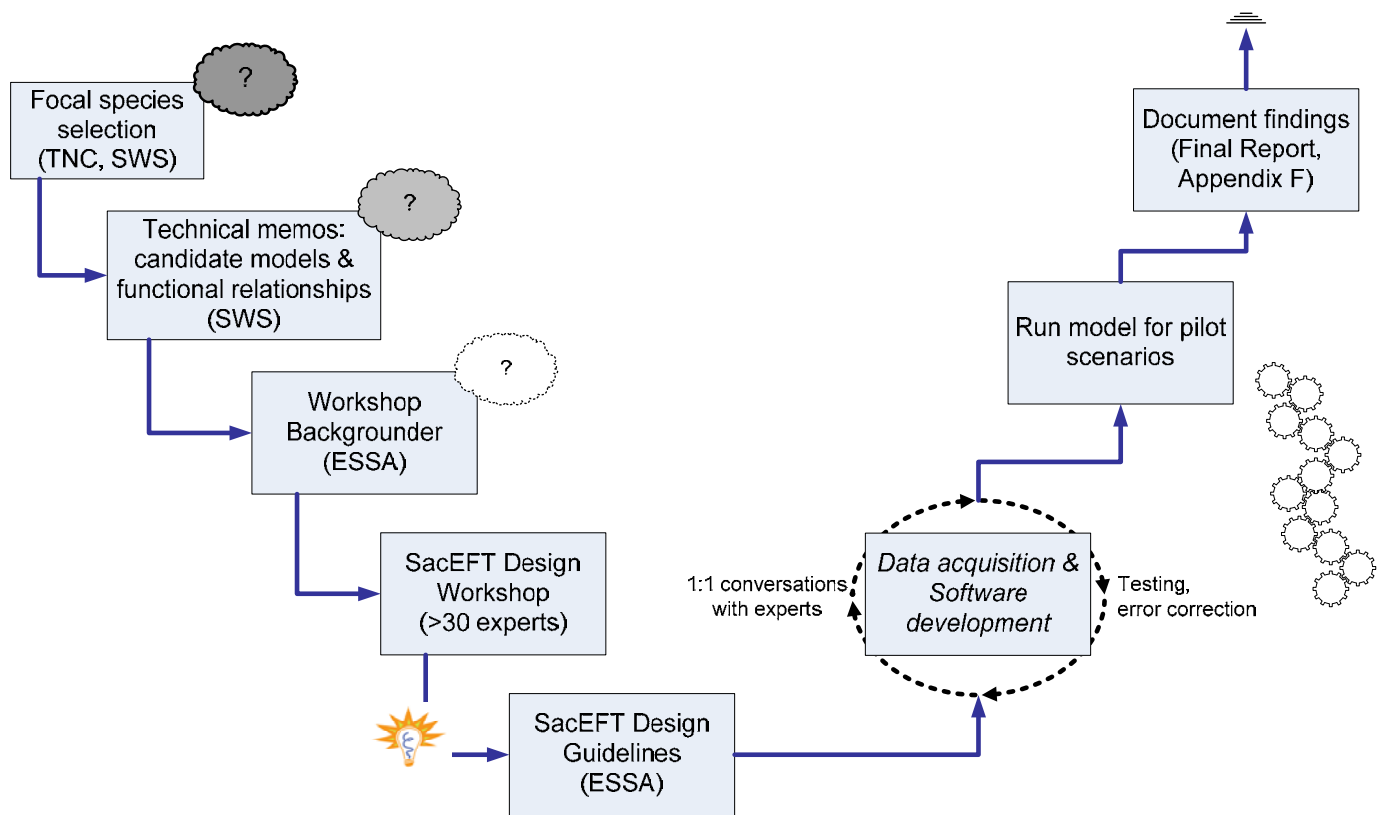 ?
Focal species
selection
(TNC, SWS)
?
Technical memos:
candidate models &
functional relationships
(SWS)
?
Workshop
Backgrounder
(ESSA)
SacEFT Design
Workshop
(>30 experts)
SacEFT Design
Guidelines
(ESSA)
1:1 conversations
with experts
Data acquisition &
Software
development
Testing,
error correction
Run model for pilot
scenarios
Document findings
(Final Report,
Appendix F)